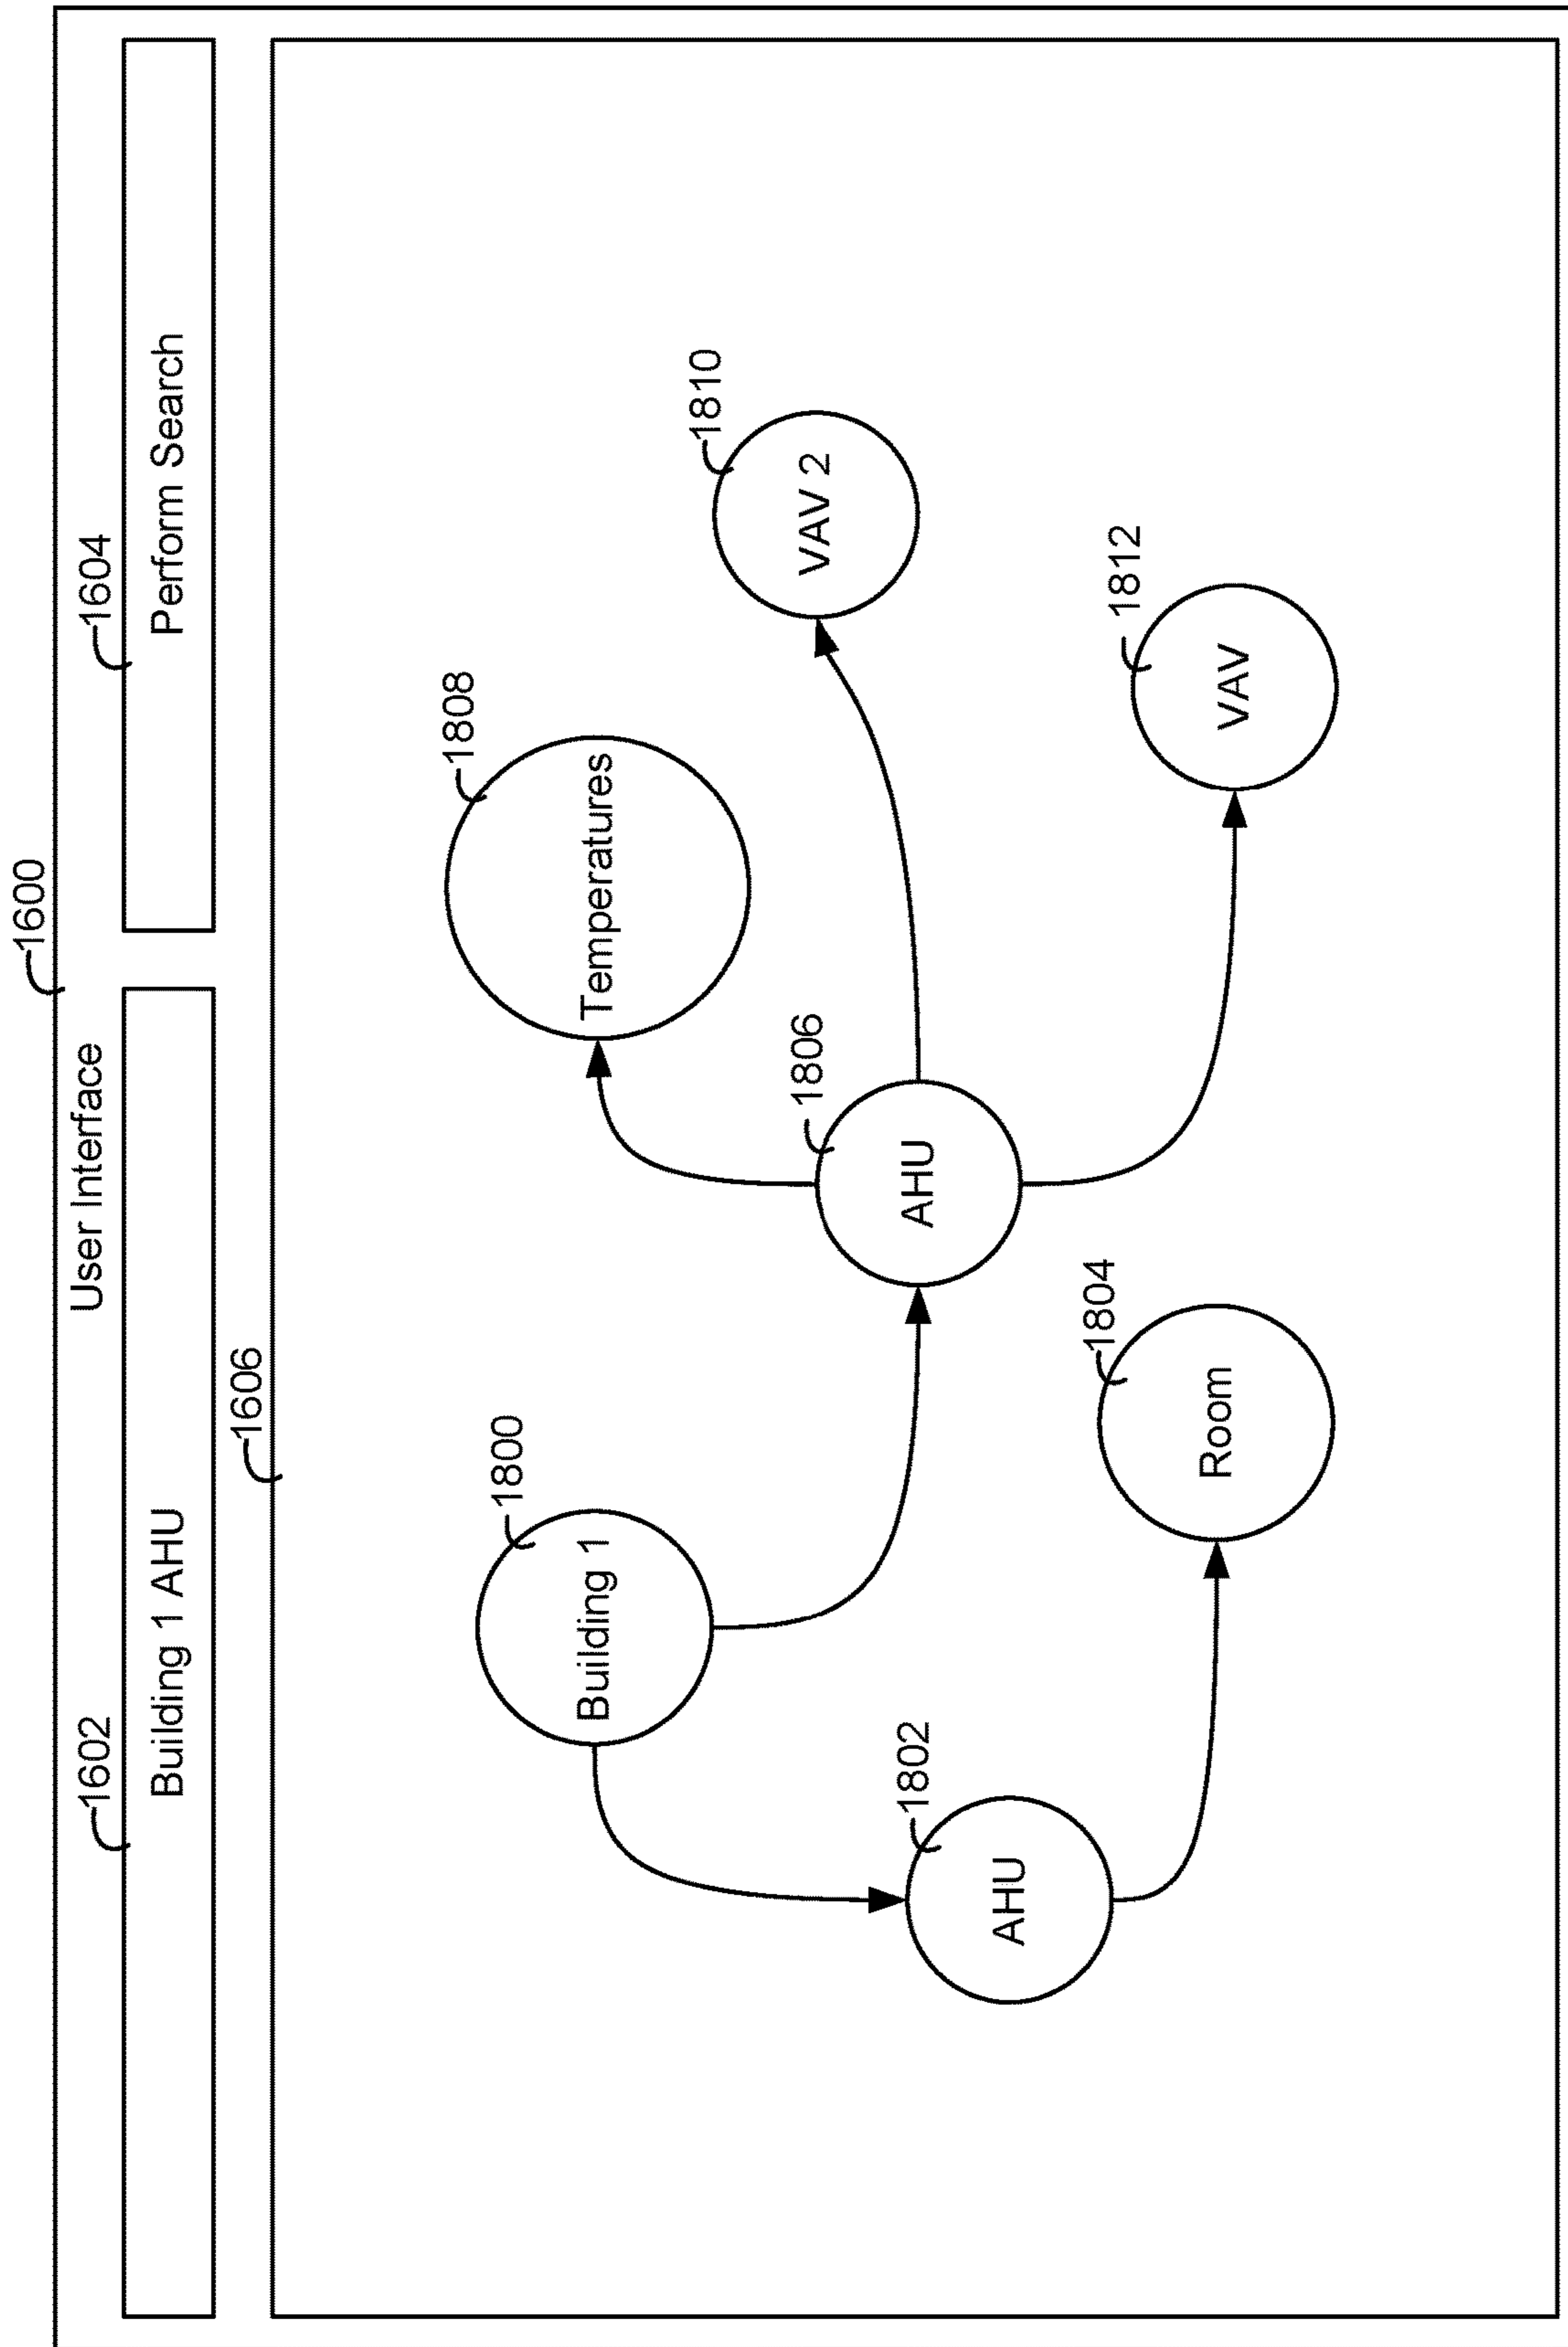 1600
User Interface
1602
1604
Building 1 AHU
Perform Search
1606
1800
Building 1
1808
Temperatures
1802
AHU
1806
AHU
1810
VAV 2
1804
Room
1812
VAV